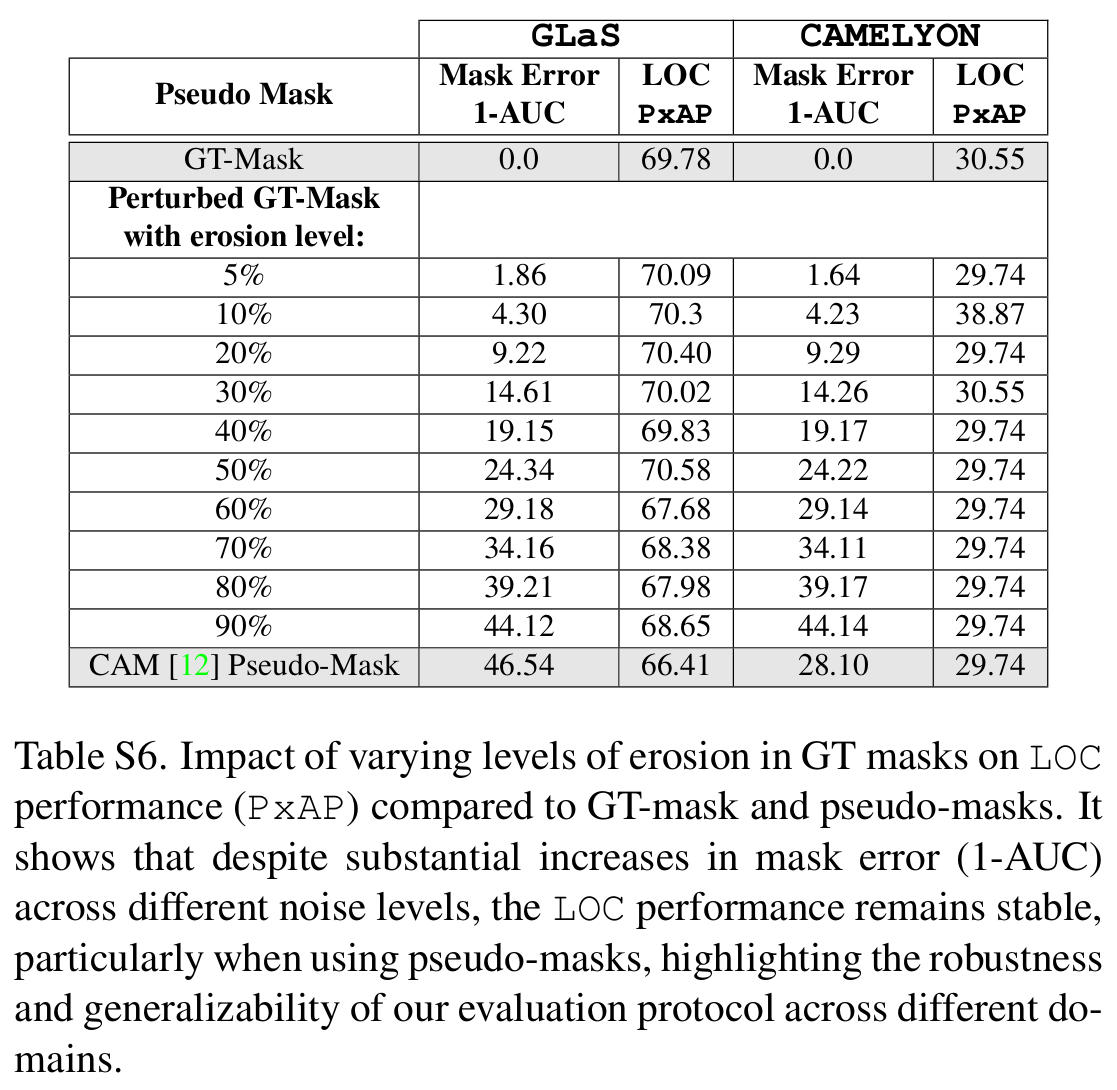 GLaS CAMELYON
Pseudo Mask Mask Error 1-AUC LOC PxAP Mask Error 1-AUC LOC PxAP
GT-Mask 0.0 69.78 0.0 30.55
Perturbed GT-Mask
with erosion level:
5% 1.86 70.09 1.64 29.74
10% 4.30 70.3 4.23 38.87
20% 9.22 70.40 9.29 29.74
30% 14.61 70.02 14.26 30.55
40% 19.15 69.83 19.17 29.74
50% 24.34 70.58 24.22 29.74
60% 29.18 67.68 29.14 29.74
70% 34.16 68.38 34.11 29.74
80% 39.21 67.98 39.17 29.74
90% 44.12 68.65 44.14 29.74
CAM [12] Pseudo-Mask 46.54 66.41 28.10 29.74
Table S6. Impact of varying levels of erosion in GT masks on LOC
performance (PxAP) compared to GT-mask and pseudo-masks. It
shows that despite substantial increases in mask error (1-AUC)
across different noise levels, the LOC performance remains stable,
particularly when using pseudo-masks, highlighting the robustness
and generalizability of our evaluation protocol across different do-
mains.